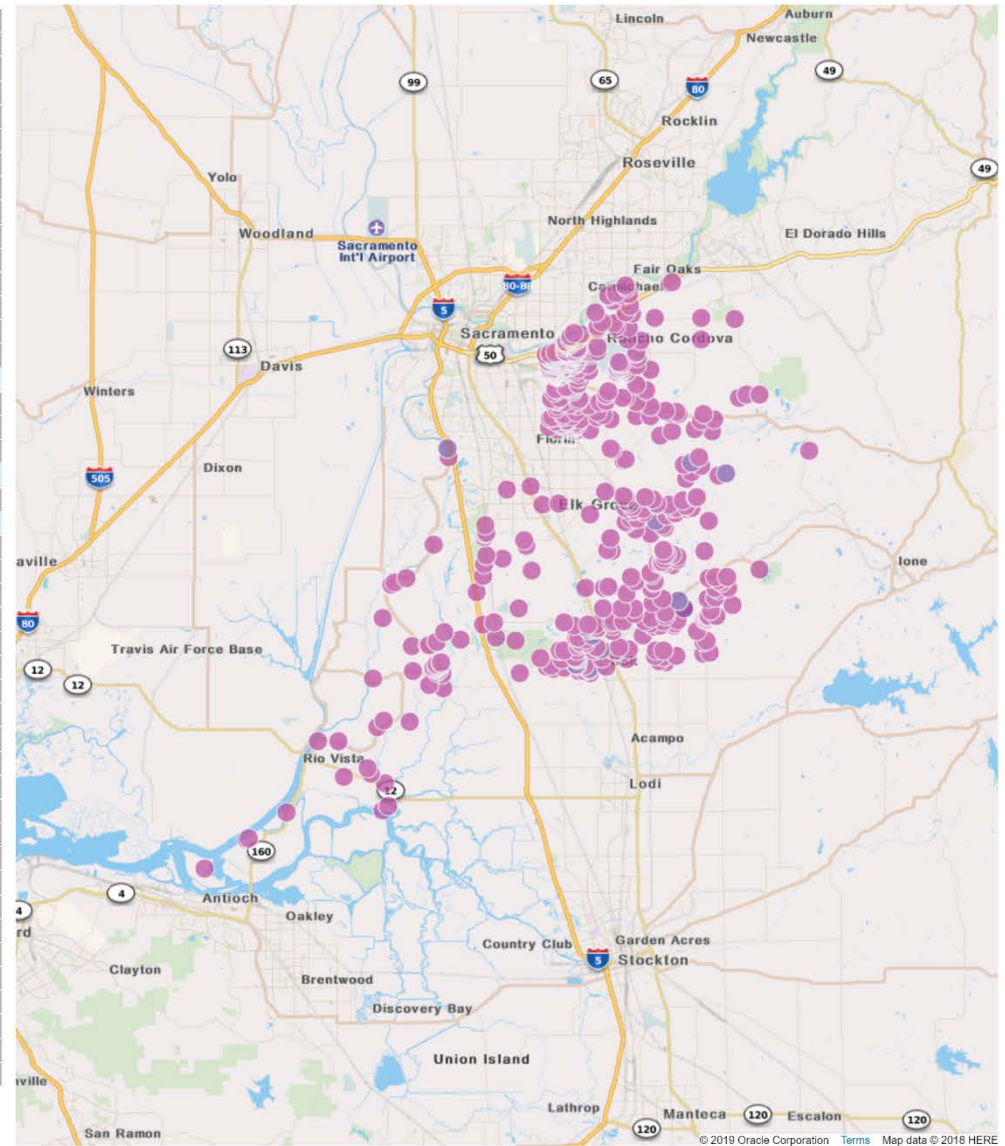 Lincoln
Auburn
Newcastle
99
65
80
49
Rocklin
Roseville
49
Yolo
Woodland
North Highlands
El Dorado Hills
Sacramento
Int'l Airport
Fair Oaks
5
Sacramento
Rancho Cordova
50
113
Davis
Winters
505
Dixon
Elk
aville
Ione
80
Travis Air Force Base
12
12
Acampo
Rio Vista
Lodi
12
160
4
Antioch
4
rd
Oakley
Country Club
Garden Acres
5
Stockton
Clayton
Brentwood
Discovery Bay
Union Island
ville
Lathrop
Manteca
120
Escalon
120
120
San Ramon
© 2019 Oracle Corporation Terms Map data © 2018 HERE